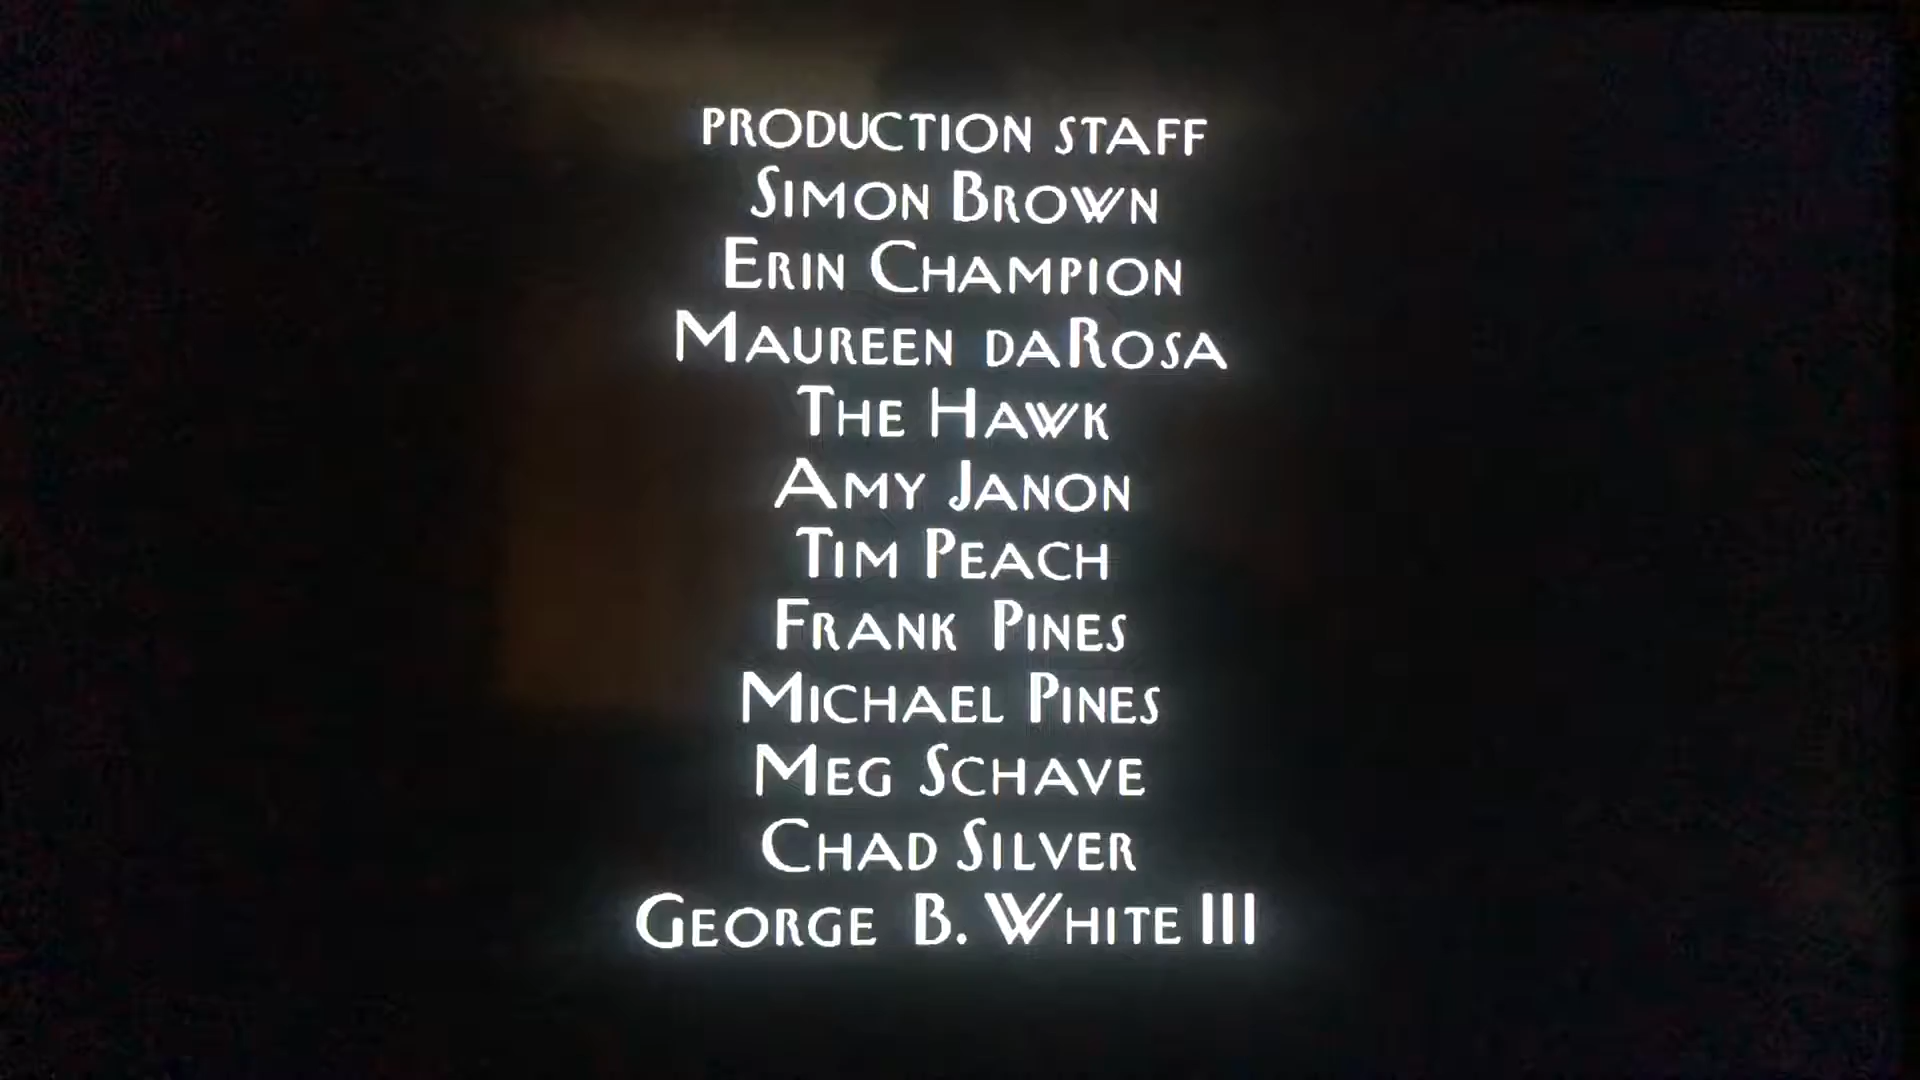 PRODUCTION STAFF
SIMON BROWN
ERIN CHAMPION
MAUREEN DAROSA
THE HAWK
AMY JANON
TIM PEACH
FRANK PINES
MICHAEL PINES
MEG SCHAVE
CHAD SILVER
GEORGE B. WHITE III